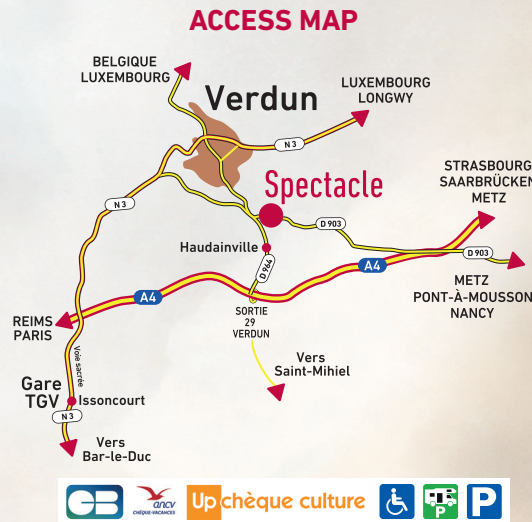 ACCESS MAP
BELGIQUE
LUXEMBOURG
Verdun
LUXEMBOURG
LONGWY
N 3
STRASBOURG
SAARBRÜCKEN
METZ
Spectacle
N 3
D 903
Haudainville
D 903
D 964
A4
A4
METZ
PONT-À-MOUSSON
NANCY
REIMS
PARIS
SORTIE
29
VERDUN
Voie sacrée
Vers
Saint-Mihiel
Gare
TGV
Issoncourt
N 3
Vers
Bar-le-Duc
CB
ancv
CHÈQUE-VACANCES
Up chèque culture
P
P